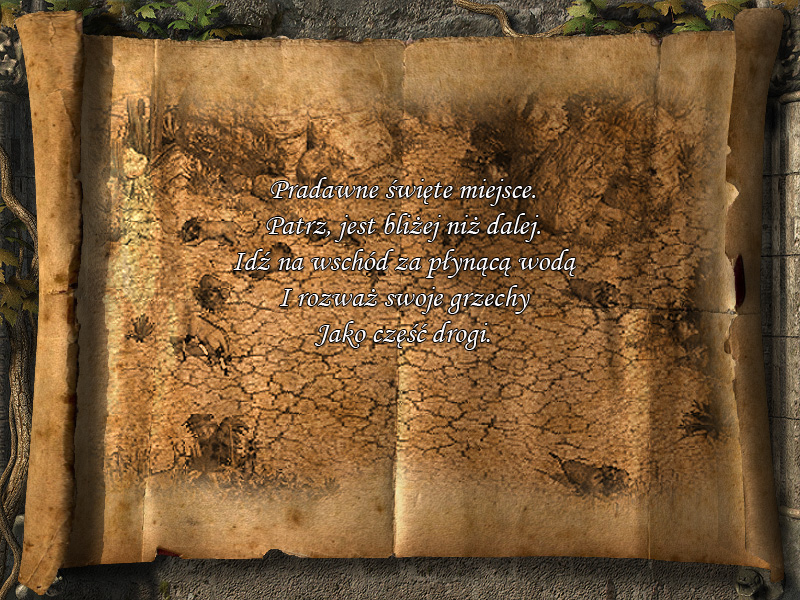 Pradawne święte miejsce.
Patrz, jest bliżej niż dalej.
Idź na wschód za płynącą wodą
I rozważ swoje grzechy
Jako część drogi.